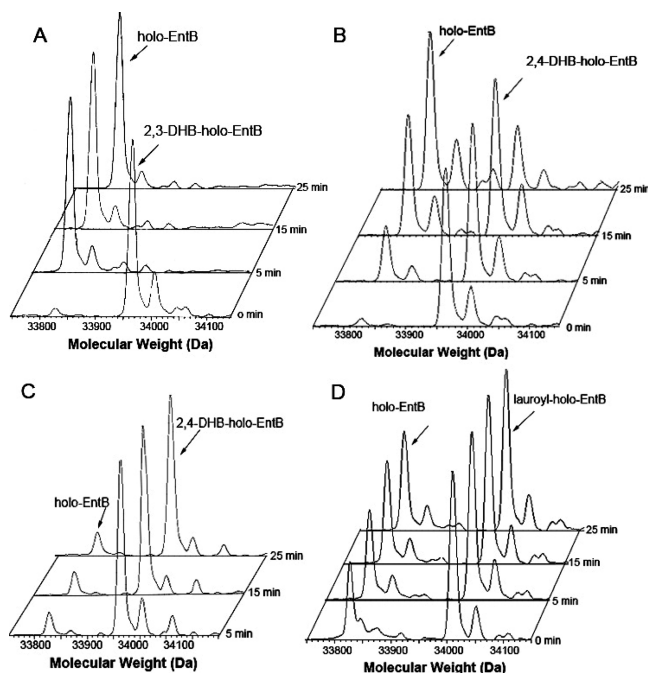 A
holo-EntB
2,3-DHB-holo-EntB
25 min
15 min
5 min
0 min
33800 33900 34000 34100
Molecular Weight (Da)
B
holo-EntB
2,4-DHB-holo-EntB
25 min
15 min
5 min
0 min
33800 33900 34000 34100
Molecular Weight (Da)
C
2,4-DHB-holo-EntB
holo-EntB
25 min
15 min
5 min
33800 33900 34000 34100
Molecular Weight (Da)
D
holo-EntB
lauroyl-holo-EntB
25 min
15 min
5 min
0 min
33800 33900 34000 34100
Molecular Weight (Da)